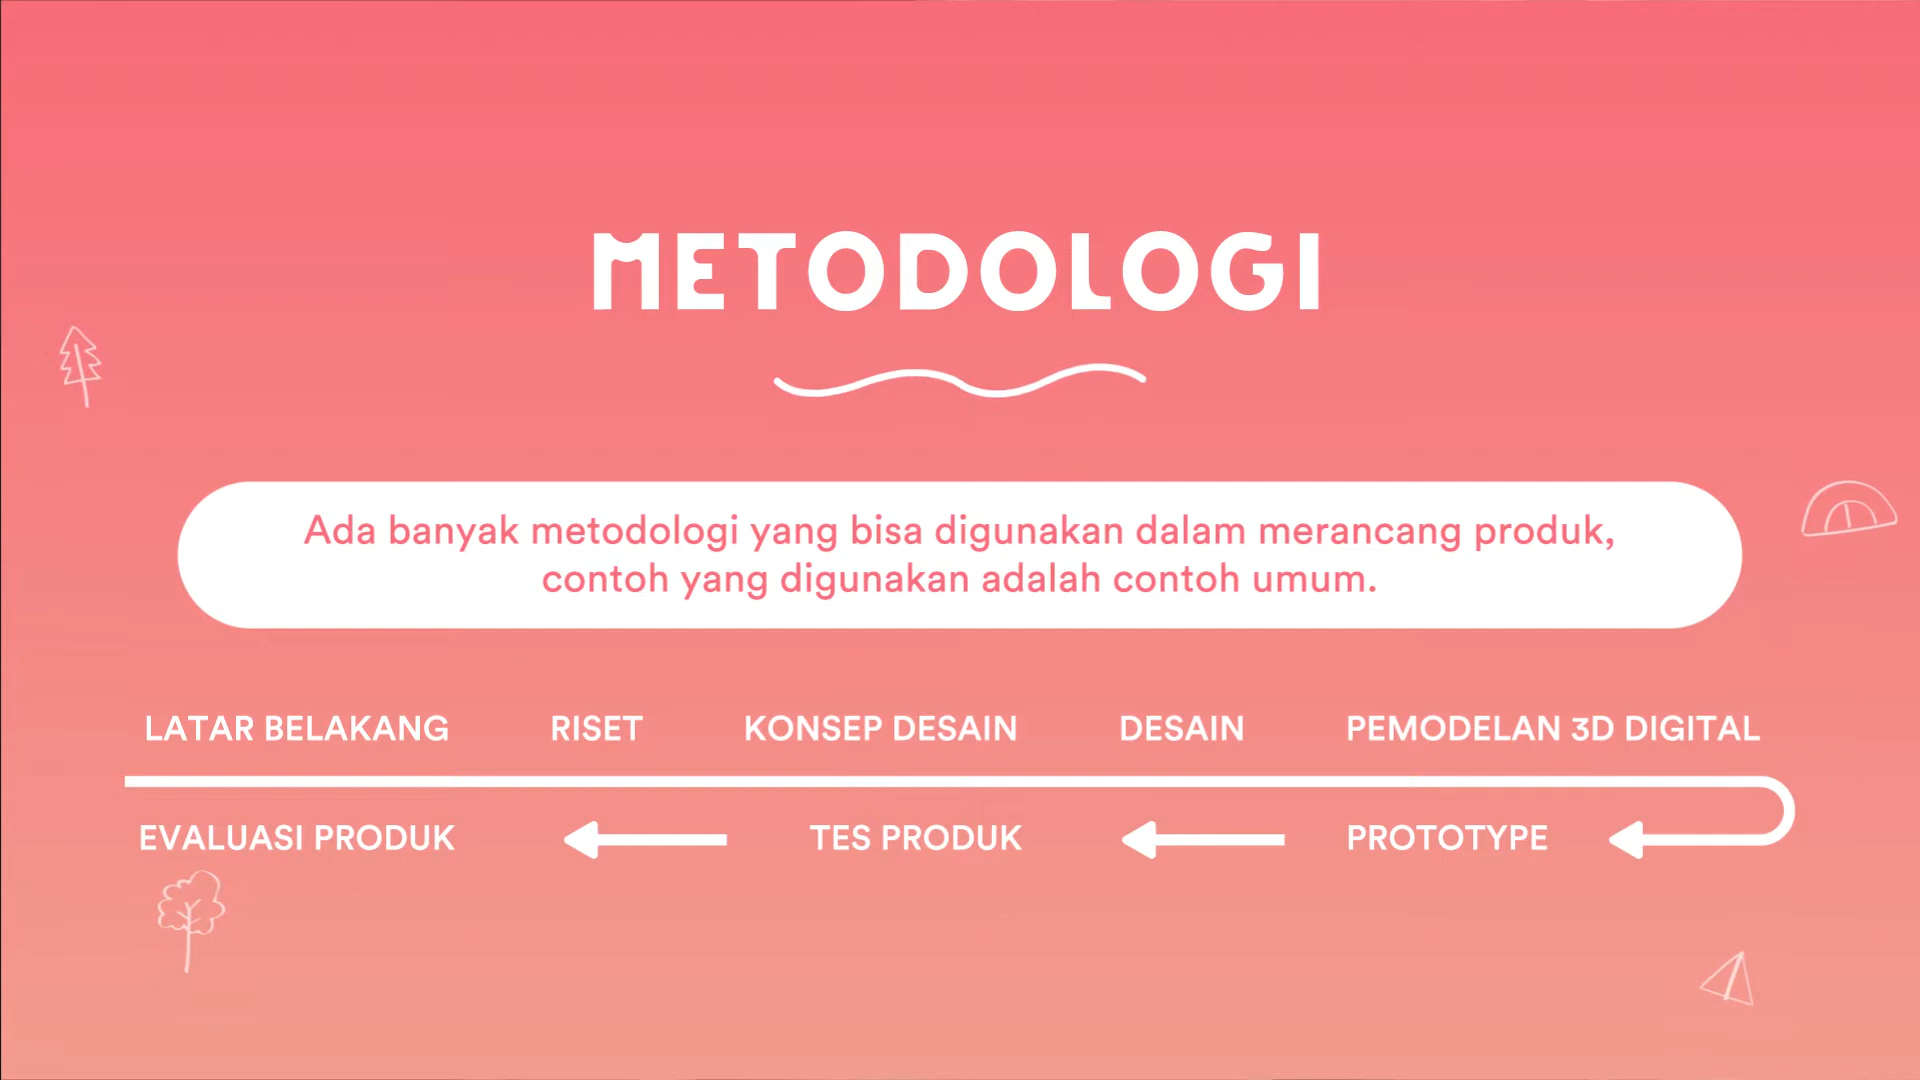 METODOLOGI
Ada banyak metodologi yang bisa digunakan dalam merancang produk,
contoh yang digunakan adalah contoh umum.
LATAR BELAKANG RISET KONSEP DESAIN DESAIN PEMODELAN 3D DIGITAL
EVALUASI PRODUK TES PRODUK PROTOTYPE